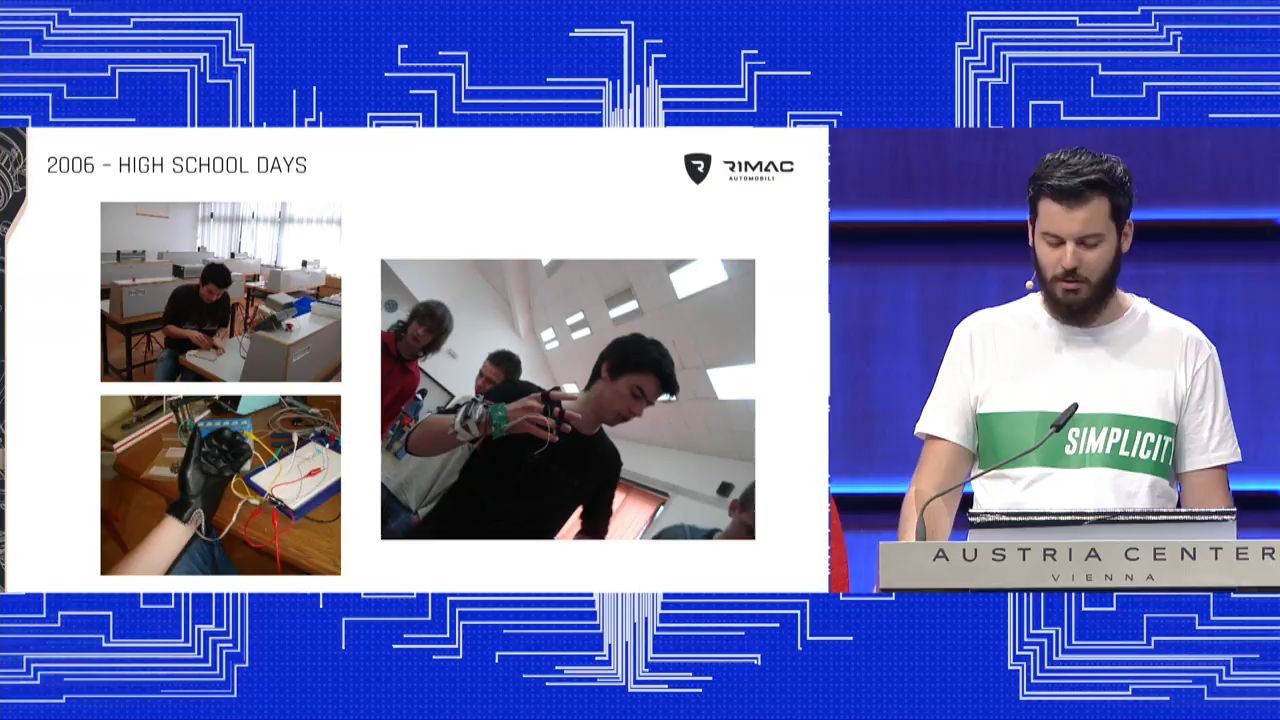 2006 - HIGH SCHOOL DAYS
RIMAC
AUTOMOBILI
SIMPLICIT
AUSTRIA CENTER
VIENNA